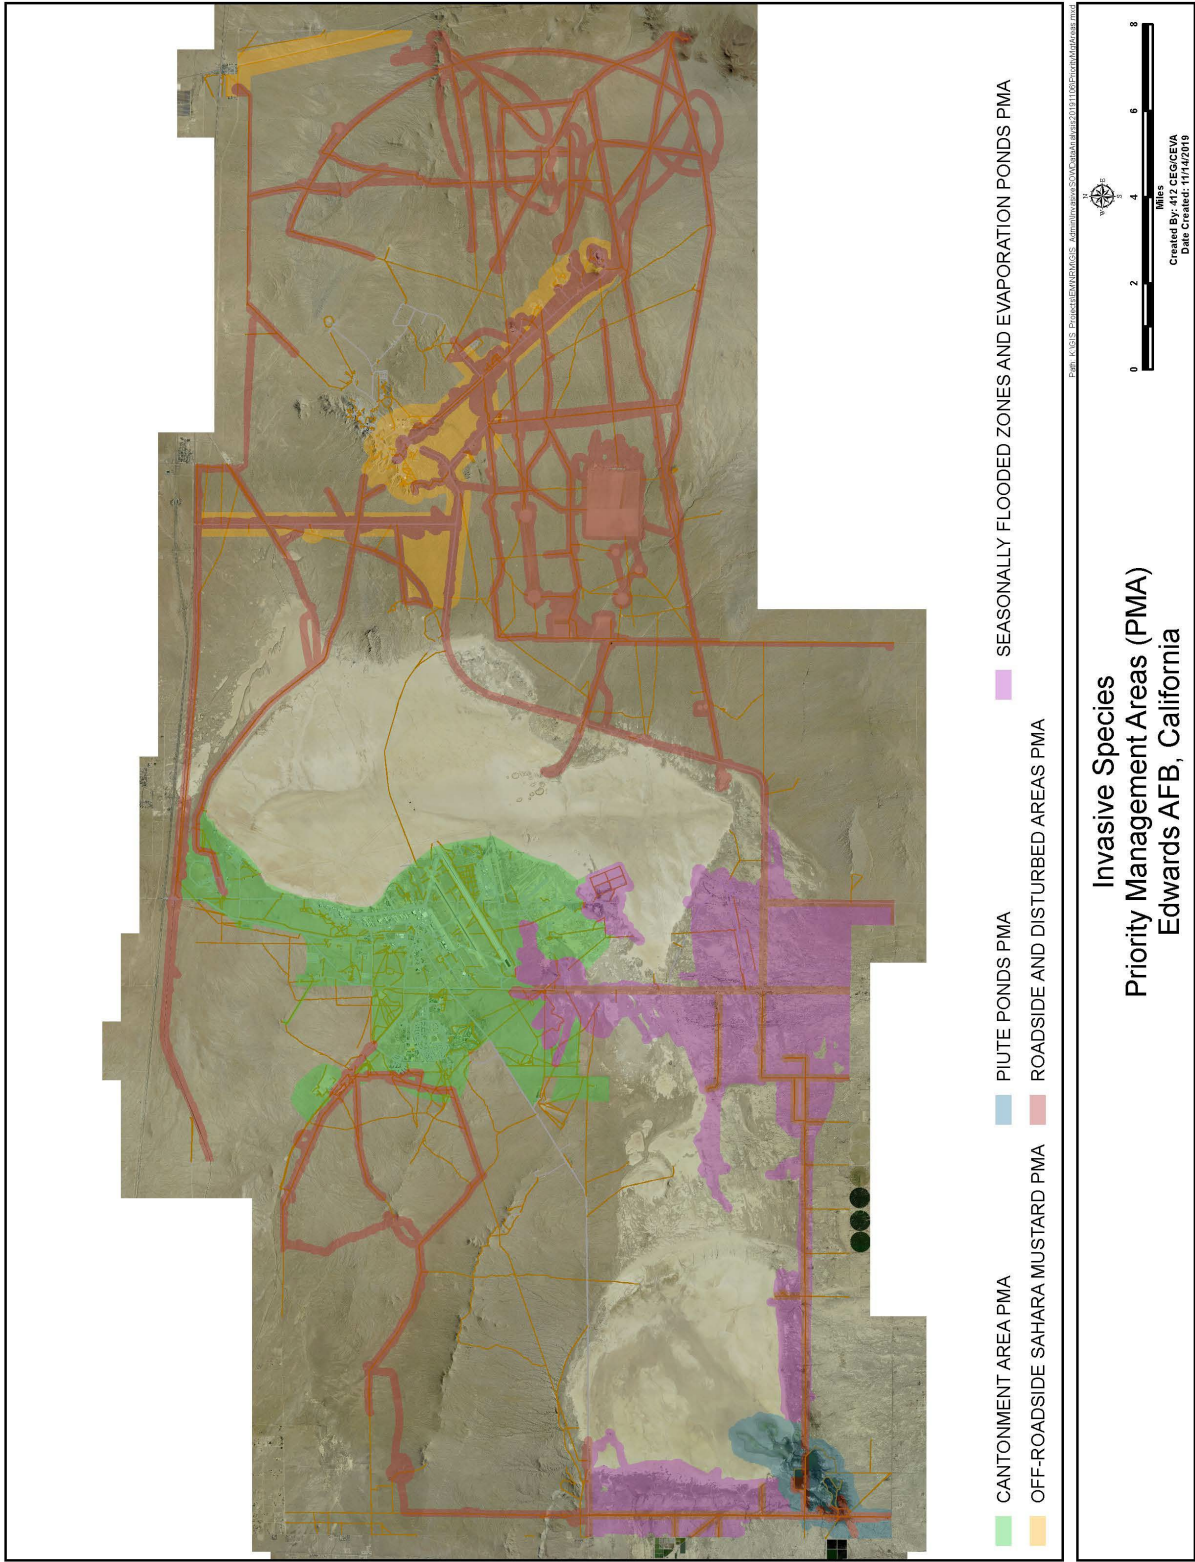 CANTONMENT AREA PMA
PIUTE PONDS PMA
SEASONALLY FLOODED ZONES AND EVAPORATION PONDS PMA
OFF-ROADSIDE SAHARA MUSTARD PMA
ROADSIDE AND DISTURBED AREAS PMA
Invasive Species
Priority Management Areas (PMA)
Edwards AFB, California
N
W
E
S
0
2
4
6
8
Miles
Created By: 412 CEG/CEVA
Date Created: 11/14/2019